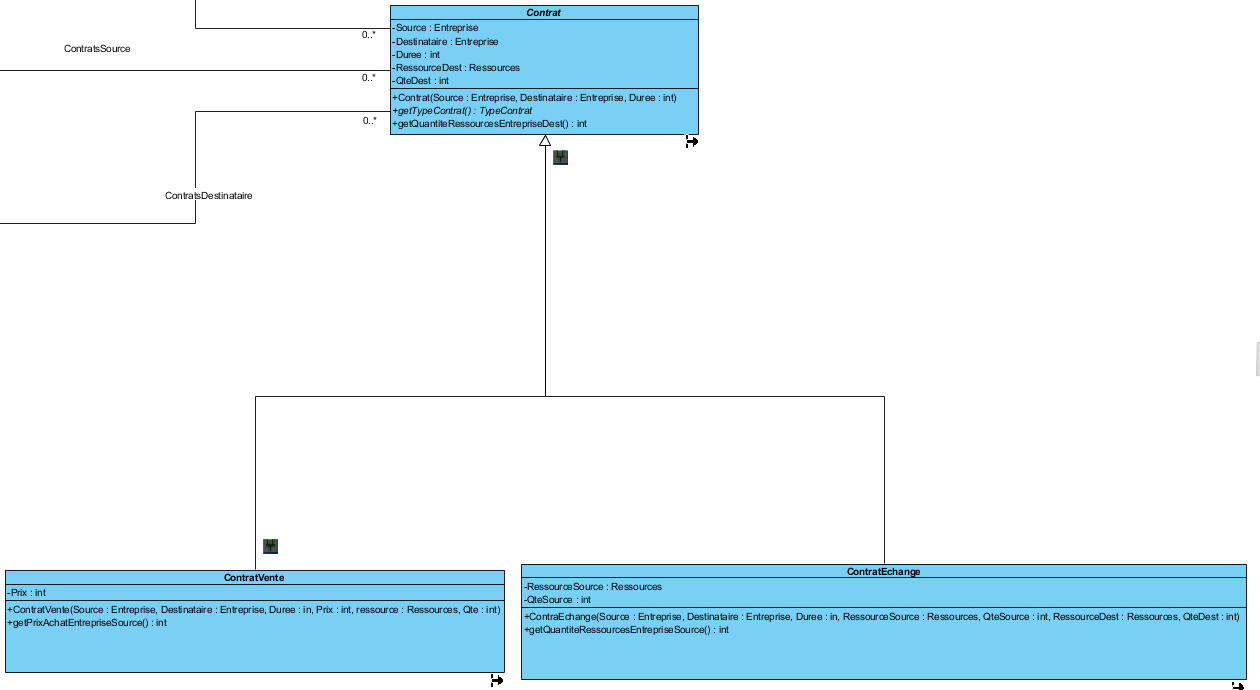 Contrat
-Source : Entreprise
-Destinataire : Entreprise
-Duree : int
-RessourceDest : Ressources
-QteDest : int
+Contrat(Source : Entreprise, Destinataire : Entreprise, Duree : int)
+getTypeContrat() : TypeContrat
+getQuantiteRessourcesEntrepriseDest() : int
0..*
ContratsSource
0..*
0..*
ContratsDestinataire
ContratVente
-Prix : int
+ContratVente(Source : Entreprise, Destinataire : Entreprise, Duree : in, Prix : int, ressource : Ressources, Qte : int)
+getPrixAchatEntrepriseSource() : int
ContratEchange
-RessourceSource : Ressources
-QteSource : int
+ContraEchange(Source : Entreprise, Destinataire : Entreprise, Duree : in, RessourceSource : Ressources, QteSource : int, RessourceDest : Ressources, QteDest : int)
+getQuantiteRessourcesEntrepriseSource() : int